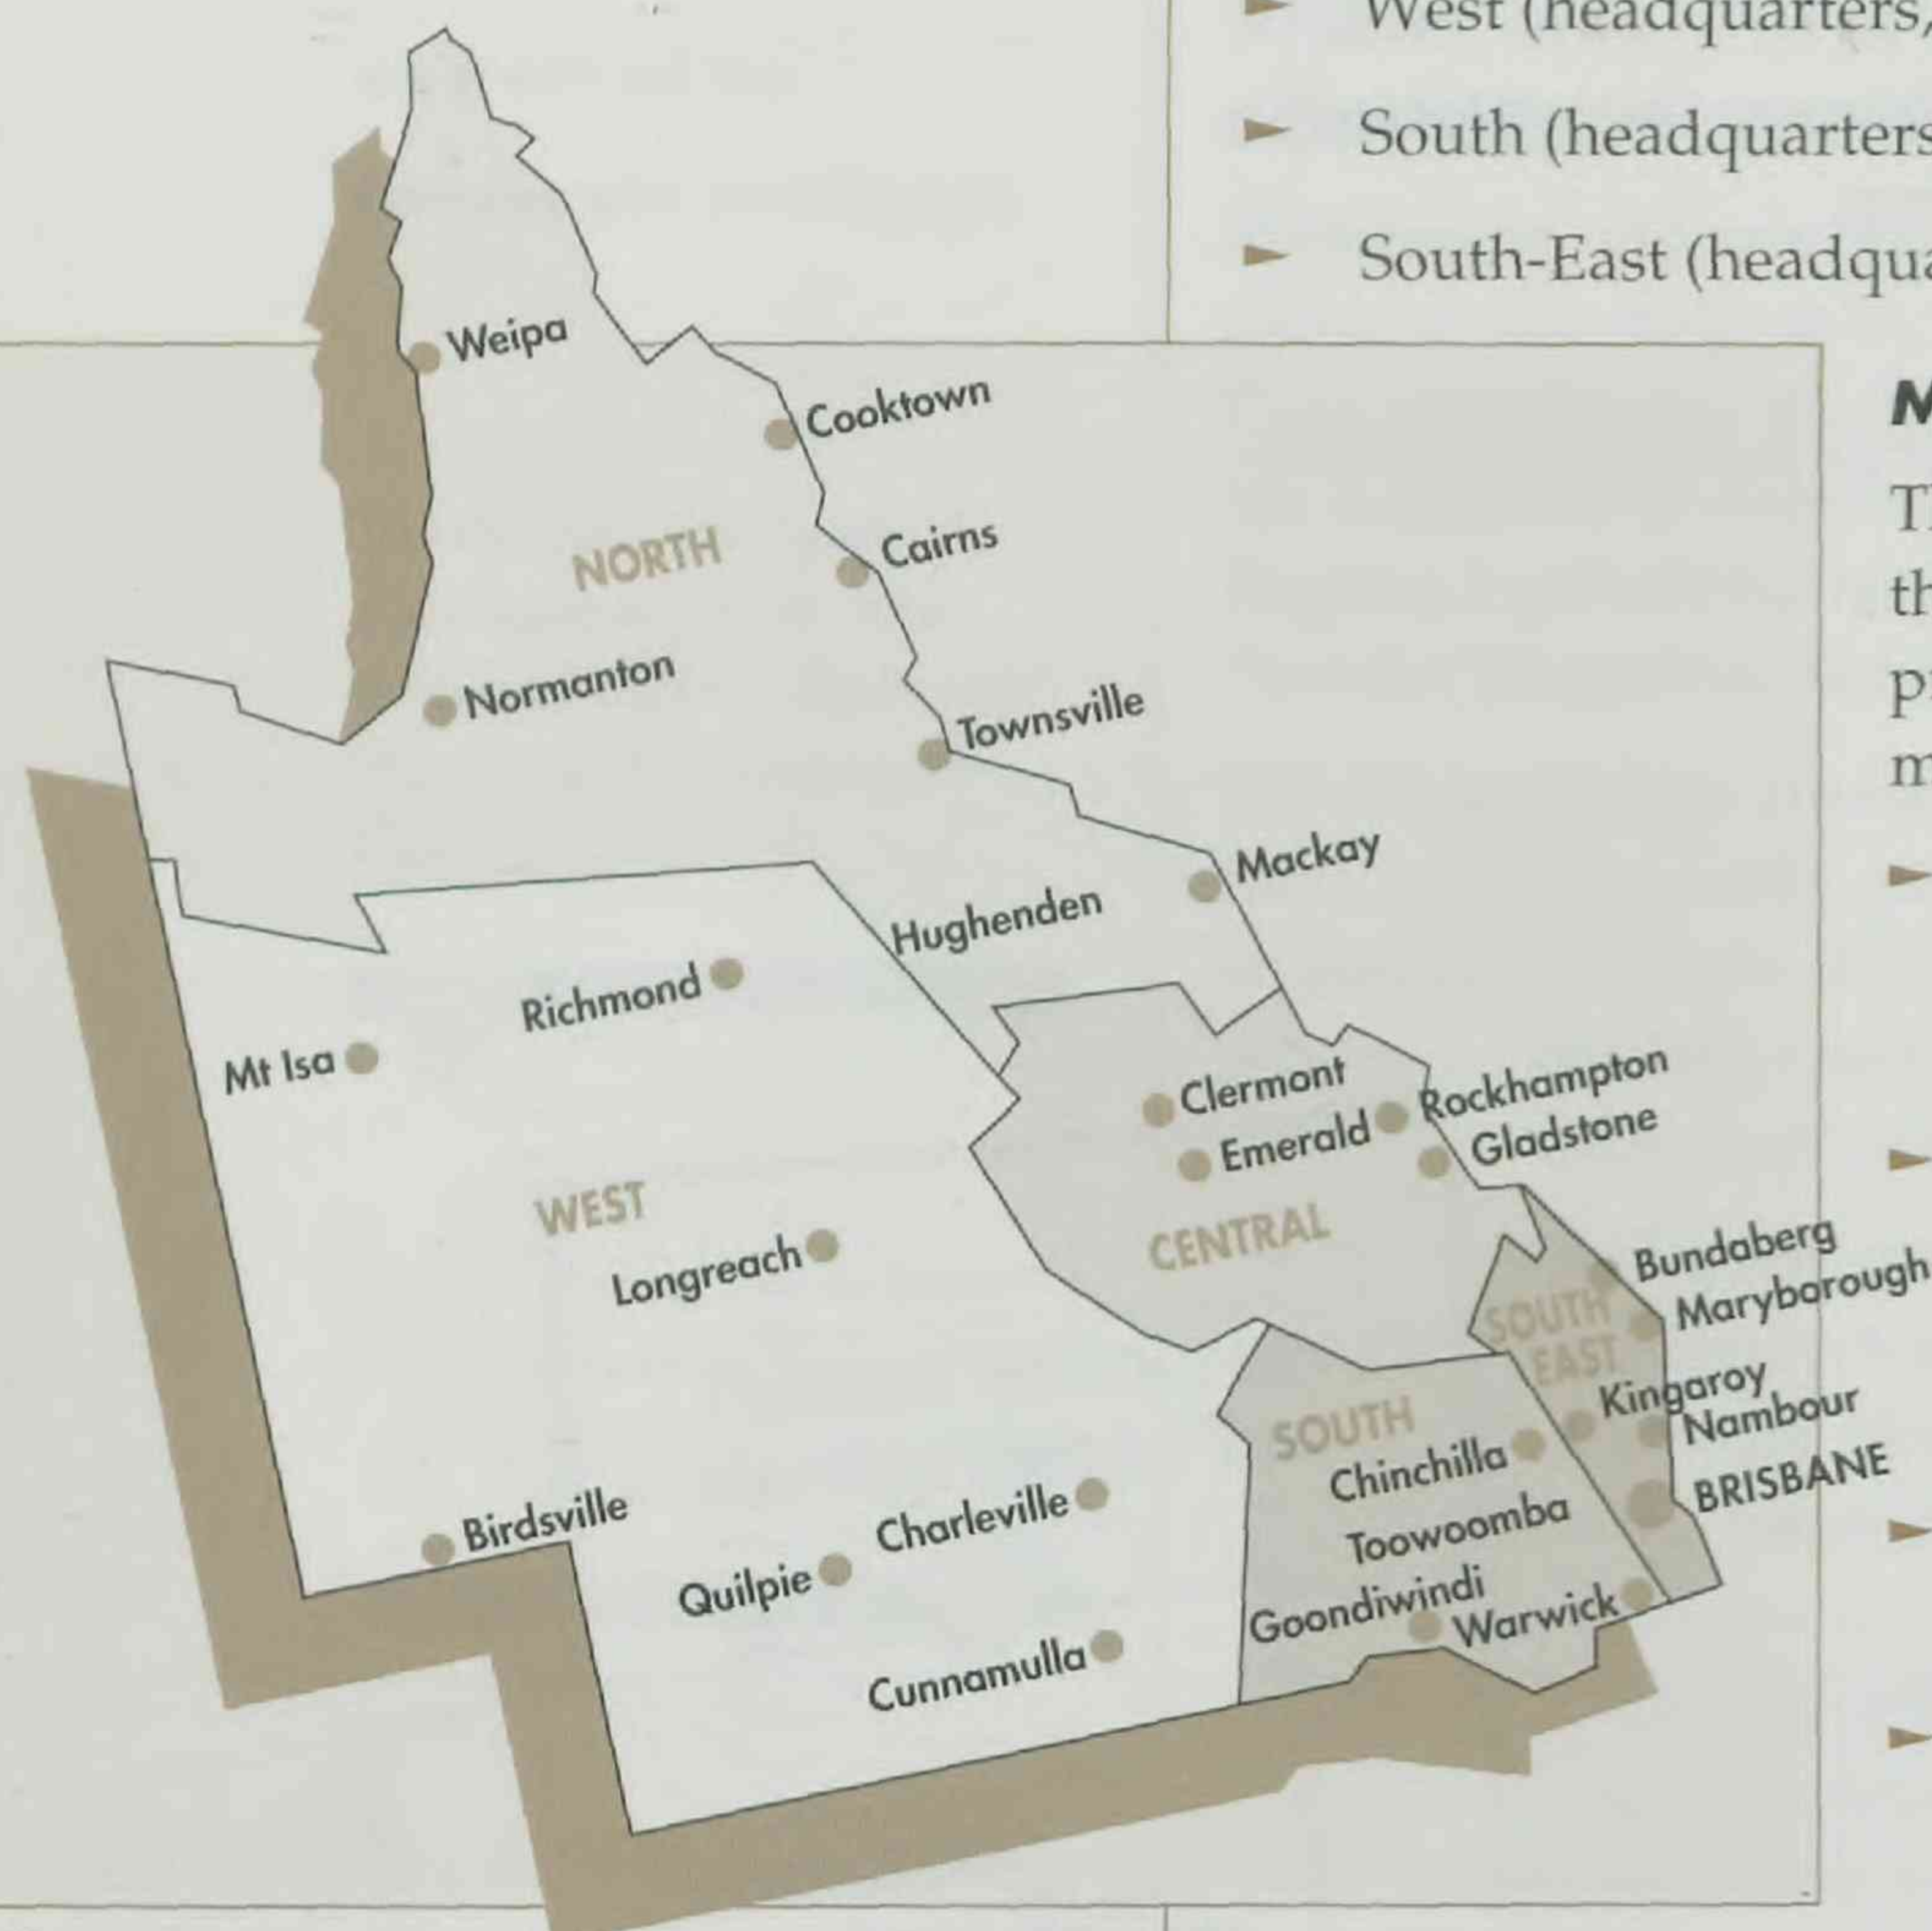 West (headquarters,
South (headquarters
South-East (headqua
Weipa
Cooktown
NORTH
Cairns
Normanton
Townsville
Mackay
Hughenden
Richmond
Mt Isa
Clermont
Rockhampton
Emerald
Gladstone
WEST
CENTRAL
Longreach
Bundaberg
Maryborough
SOUTH
EAST
Kingaroy
Nambour
SOUTH
Chinchilla
BRISBANE
Toowoomba
Birdsville
Charleville
Quilpie
Goondiwindi
Warwick
Cunnamulla
M
th
m